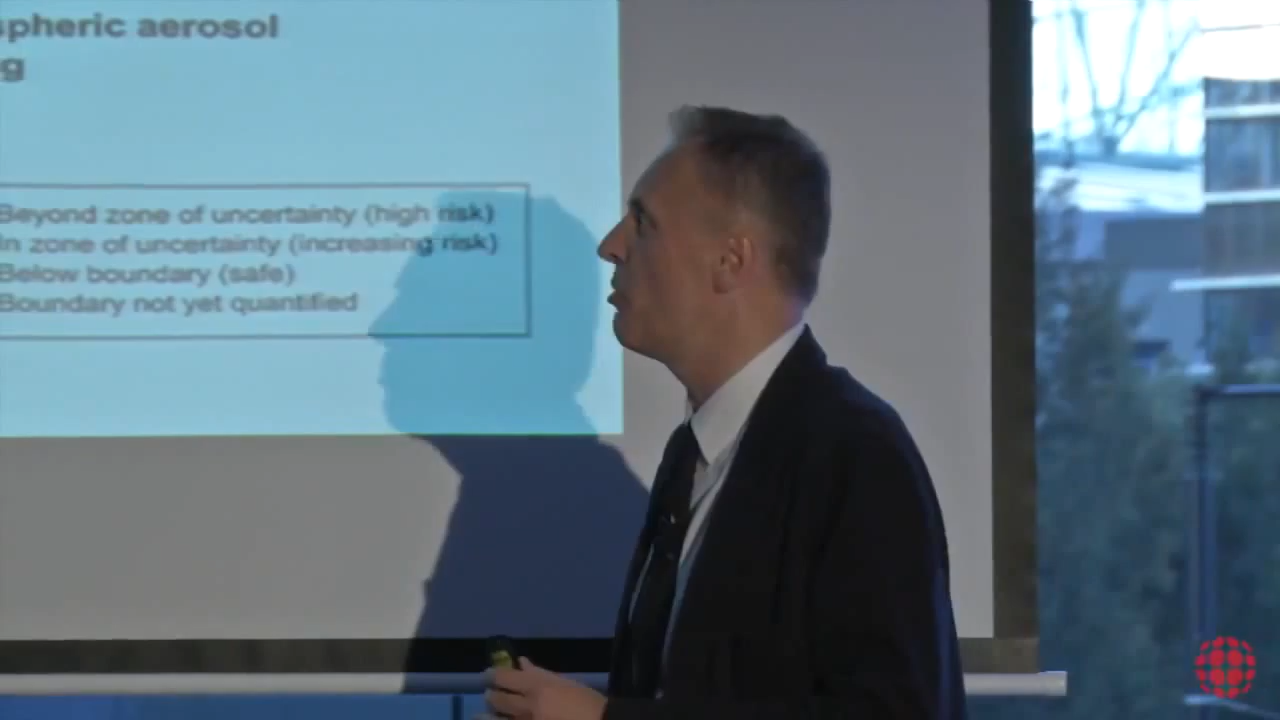 spheric aerosol
g
Beyond zone of uncertainty (high risk)
In zone of uncertainty (increasing risk)
Below boundary (safe)
Boundary not yet quantified